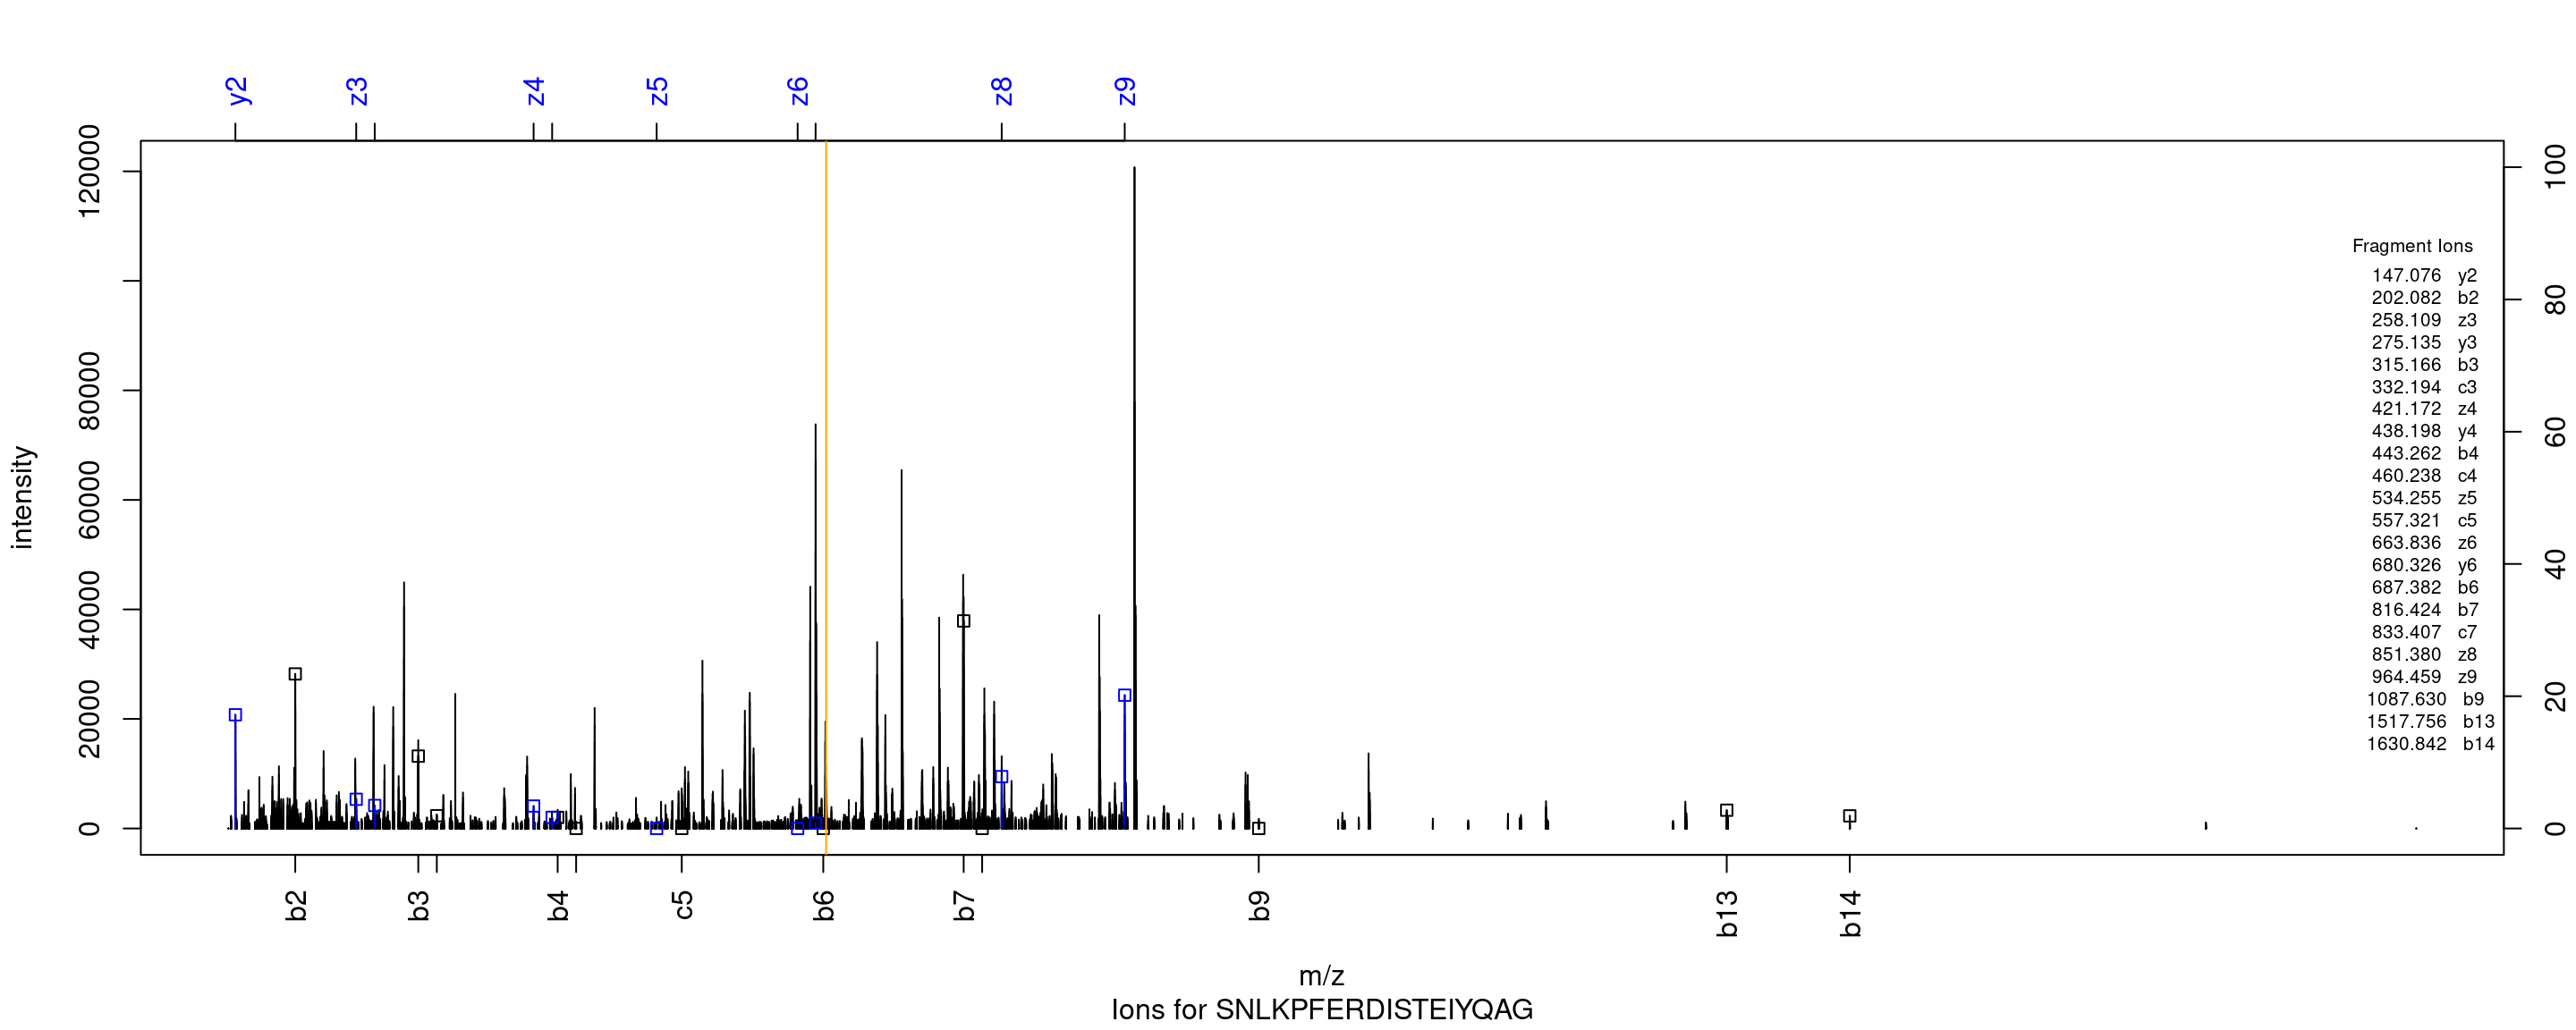 y2 z3 z4 z5 z6 z8 z9
intensity
0 20000 40000 60000 80000 120000
0 20 40 60 80 100
Fragment Ions
147.076 y2
202.082 b2
258.109 z3
275.135 y3
315.166 b3
332.194 c3
421.172 z4
438.198 y4
443.262 b4
460.238 c4
534.255 z5
557.321 c5
663.836 z6
680.326 y6
687.382 b6
816.424 b7
833.407 c7
851.380 z8
964.459 z9
1087.630 b9
1517.756 b13
1630.842 b14
b2 b3 b4 c5 b6 b7 b9 b13 b14
m/z
Ions for SNLKPFERDISTEIYQAG